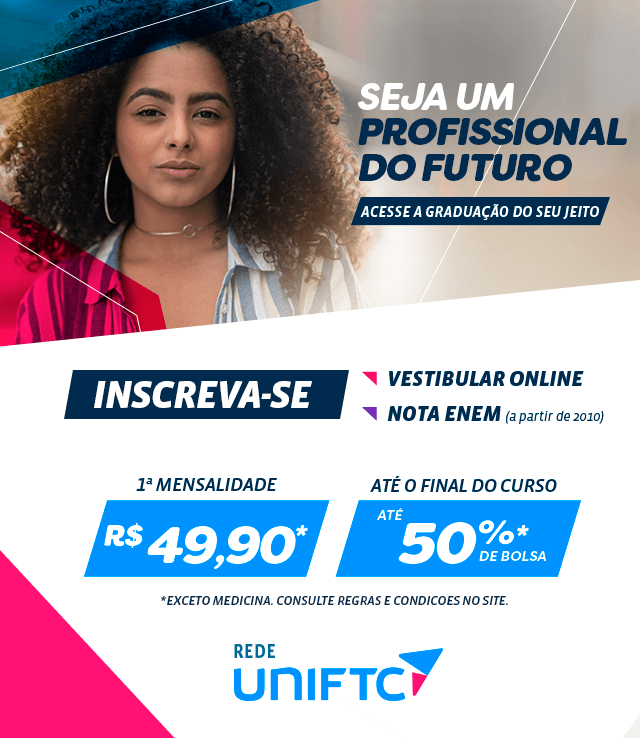 SEJA UM
PROFISSIONAL
DO FUTURO
ACESSE A GRADUAÇÃO DO SEU JEITO
INSCREVA-SE
VESTIBULAR ONLINE
NOTA ENEM (a partir de 2010)
1ª MENSALIDADE
R$ 49,90*
ATÉ O FINAL DO CURSO
ATÉ
50%*
DE BOLSA
*EXCETO MEDICINA. CONSULTE REGRAS E CONDICOES NO SITE.
REDE
UNIFTC